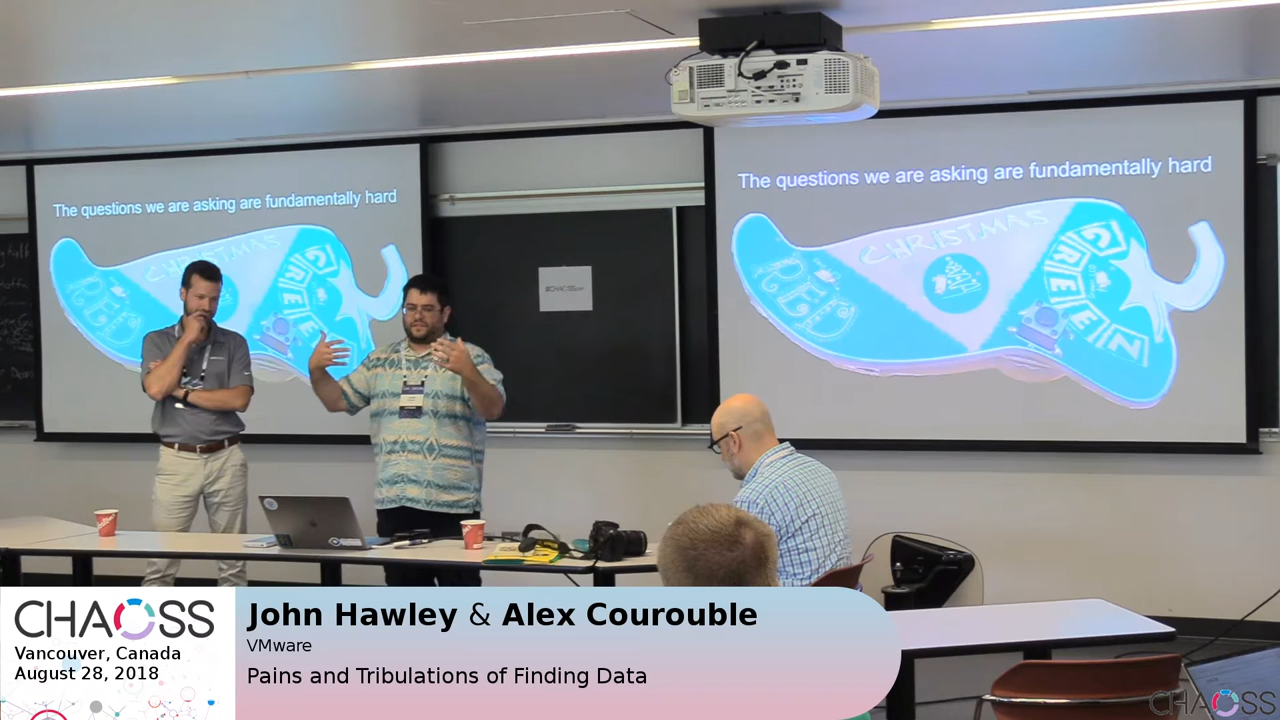 The questions we are asking are fundamentally hard
CHRISTMAS
RED
GREEN
The questions we are asking are fundamentally hard
CHRISTMAS
RED
GREEN
CHAOSS
Vancouver, Canada
August 28, 2018
John Hawley & Alex Courouble
VMware
Pains and Tribulations of Finding Data
CHAOSS